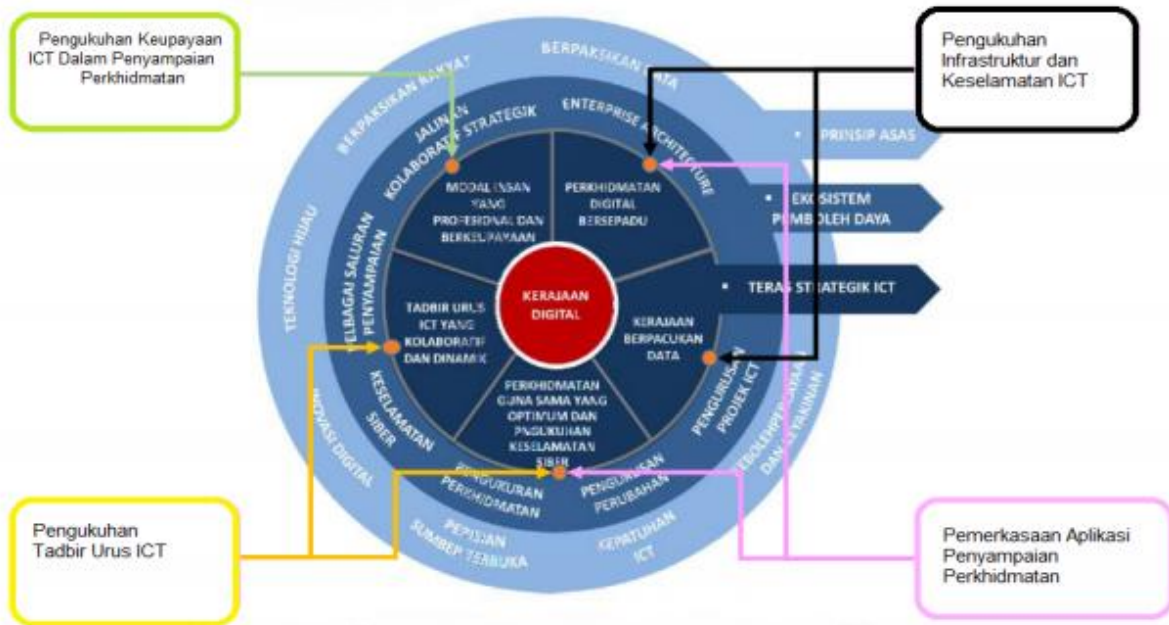 Pengukuhan Keupayaan
ICT Dalam Penyampaian
Perkhidmatan
Pengukuhan
Infrastruktur dan
Keselamatan ICT
BERPAKSIKAN RAKYAT
BERPAKSIKAN DATA
JALINAN
KOLABORATIF STRATEGIK
ENTERPRISE ARCHITECTURE
• PRINSIP ASAS
• EKOSISTEM
PEMBOLEH DAYA
• TERAS STRATEGIK ICT
MODAL INSAN
YANG
PROFESIONAL DAN
BERKEUPAYAAN
PERKHIDMATAN
DIGITAL
BERSEPADU
TEKNOLOGI HIJAU
PELBAGAI SALURAN
PENYAMPAIAN
KERAJAAN
DIGITAL
TADBIR URUS
ICT YANG
KOLABORATIF
DAN DINAMIK
KERAJAAN
BERPACUKAN
DATA
PERKHIDMATAN
GUNA SAMA YANG
OPTIMUM DAN
PNGUKUHAN
KESELAMATAN
SIBER
KESELAMATAN
SIBER
PENGURUSAN
PROJEK ICT
DAN
INOVASI DIGITAL
PENGUKURAN
PERKHIDMATAN
PENGURUSAN
PERUBAHAN
PERISIAN
SUMBER TERBUKA
KEPATUHAN
ICT
Pengukuhan
Tadbir Urus ICT
Pemerkasaan Aplikasi
Penyampaian
Perkhidmatan